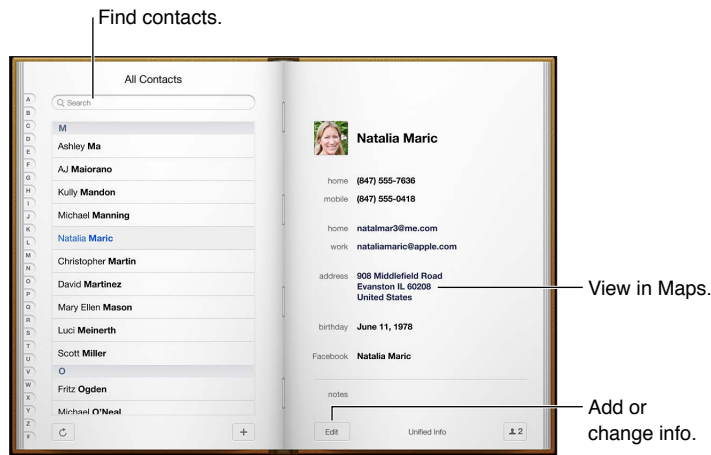 Find contacts.
All Contacts
Search
A
B
C
D
E
F
G
H
I
J
K
L
M
N
O
P
Q
R
S
T
U
V
W
X
Y
Z
#
M
Ashley Ma
AJ Maiorano
Kully Mandon
Michael Manning
Natalia Maric
Christopher Martin
David Martinez
Mary Ellen Mason
Luci Meinerth
Scott Miller
O
Fritz Ogden
Michael O'Neal
Natalia Maric
home (847) 555-7636
mobile (847) 555-0418
home natalmar3@me.com
work nataliamaric@apple.com
address 908 Middlefield Road
Evanston IL 60208
United States
birthday June 11, 1978
Facebook Natalia Maric
notes
Edit
Unified Info
2
View in Maps.
Add or
change info.